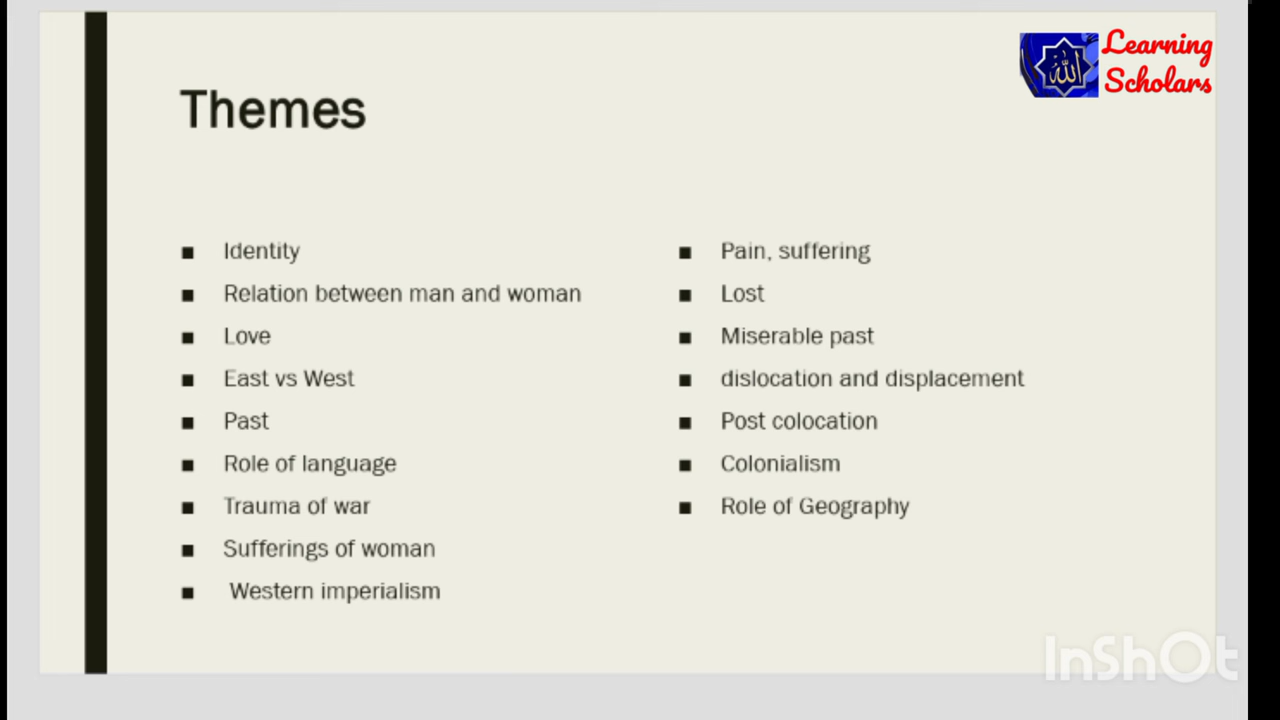 Learning
Scholars
الله
Themes
Identity
Relation between man and woman
Love
East vs West
Past
Role of language
Trauma of war
Sufferings of woman
Western imperialism
Pain, suffering
Lost
Miserable past
dislocation and displacement
Post colocation
Colonialism
Role of Geography
InShOt